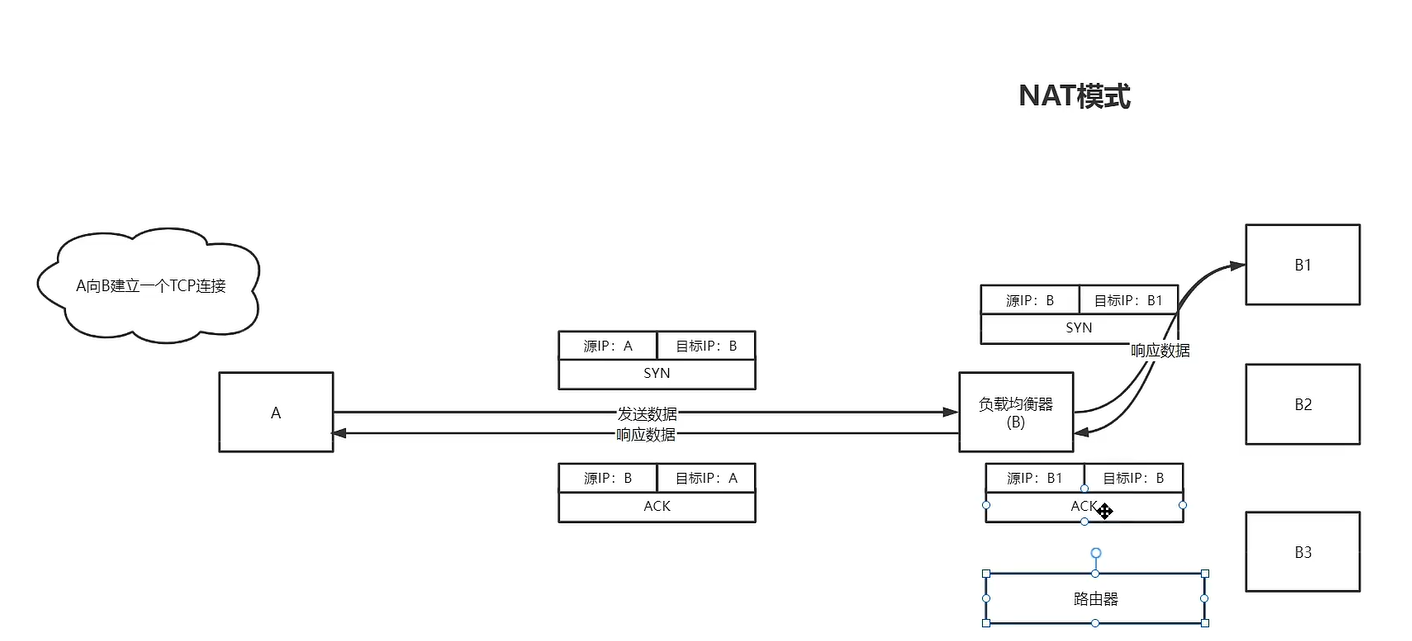 NAT模式
A向B建立一个TCP连接
B1
源IP：B
目标IP：B1
SYN
响应数据
源IP：A
目标IP：B
SYN
A
发送数据
响应数据
负载均衡器
(B)
B2
源IP：B
目标IP：A
ACK
源IP：B1
目标IP：B
ACK
B3
路由器